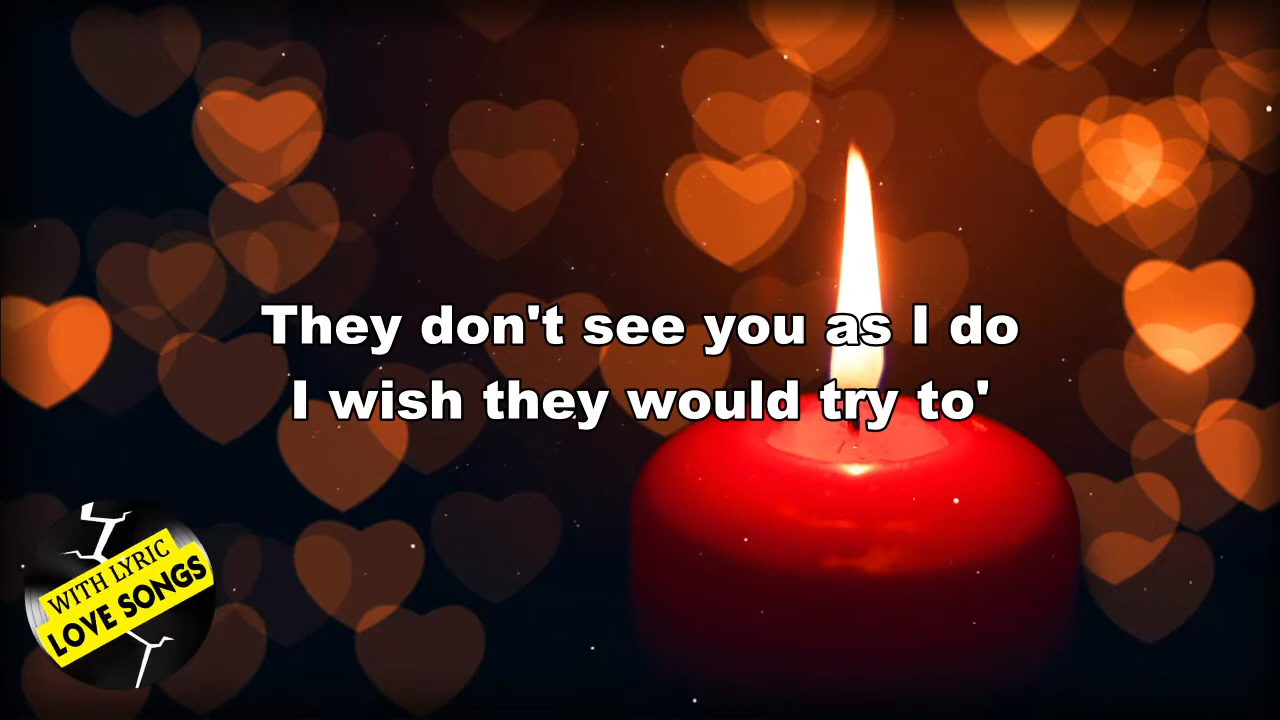 They don't see you as I do
I wish they would try to'
WITH LYRIC
LOVE SONGS